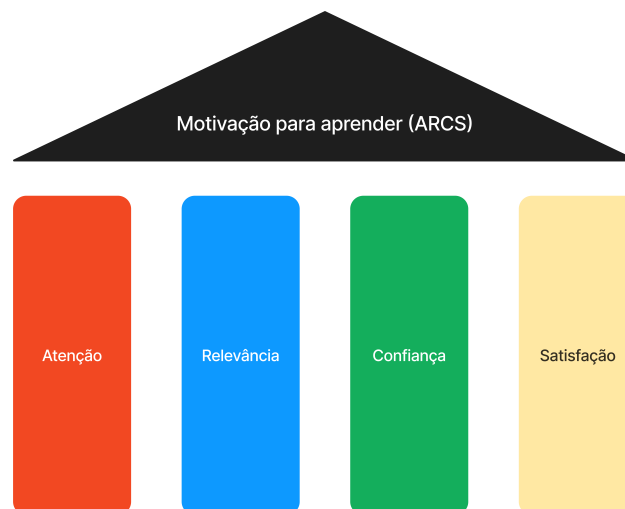 Motivação para aprender (ARCS)
Atenção
Relevância
Confiança
Satisfação